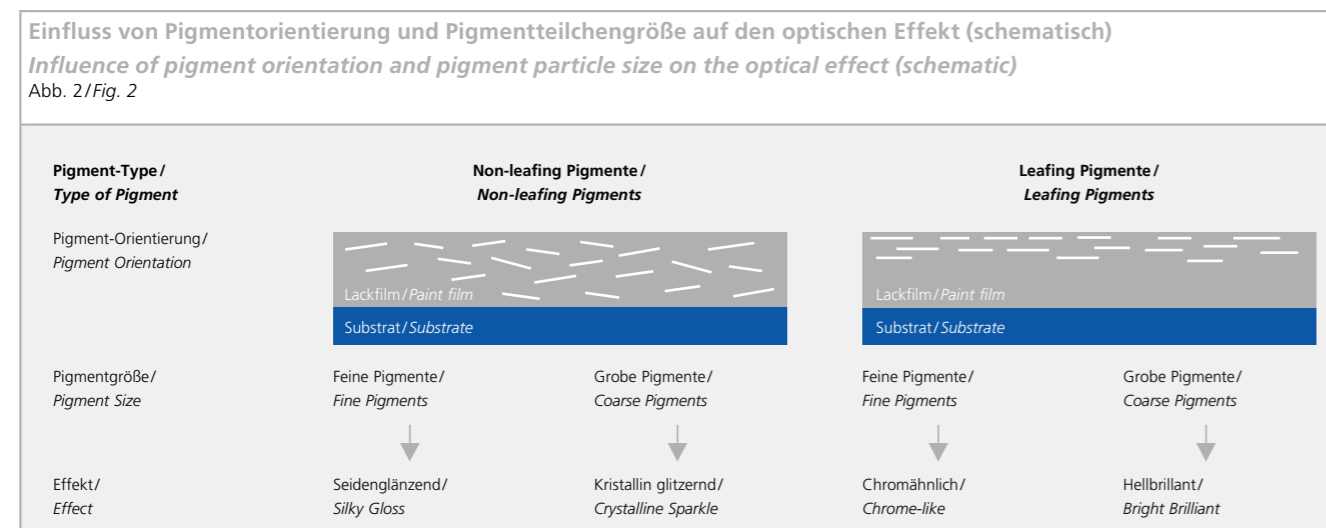 Einfluss von Pigmentorientierung und Pigmentteilchengröße auf den optischen Effekt (schematisch)
Influence of pigment orientation and pigment particle size on the optical effect (schematic)
Abb. 2/Fig. 2
Pigment-Type/
Type of Pigment
Non-leafing Pigmente/
Non-leafing Pigments
Leafing Pigmente/
Leafing Pigments
Pigment-Orientierung/
Pigment Orientation
Lackfilm/Paint film
Substrat/Substrate
Lackfilm/Paint film
Substrat/Substrate
Pigmentgröße/
Pigment Size
Feine Pigmente/
Fine Pigments
Grobe Pigmente/
Coarse Pigments
Feine Pigmente/
Fine Pigments
Grobe Pigmente/
Coarse Pigments
Effekt/
Effect
Seidenglänzend/
Silky Gloss
Kristallin glitzernd/
Crystalline Sparkle
Chromähnlich/
Chrome-like
Hellbrillant/
Bright Brilliant